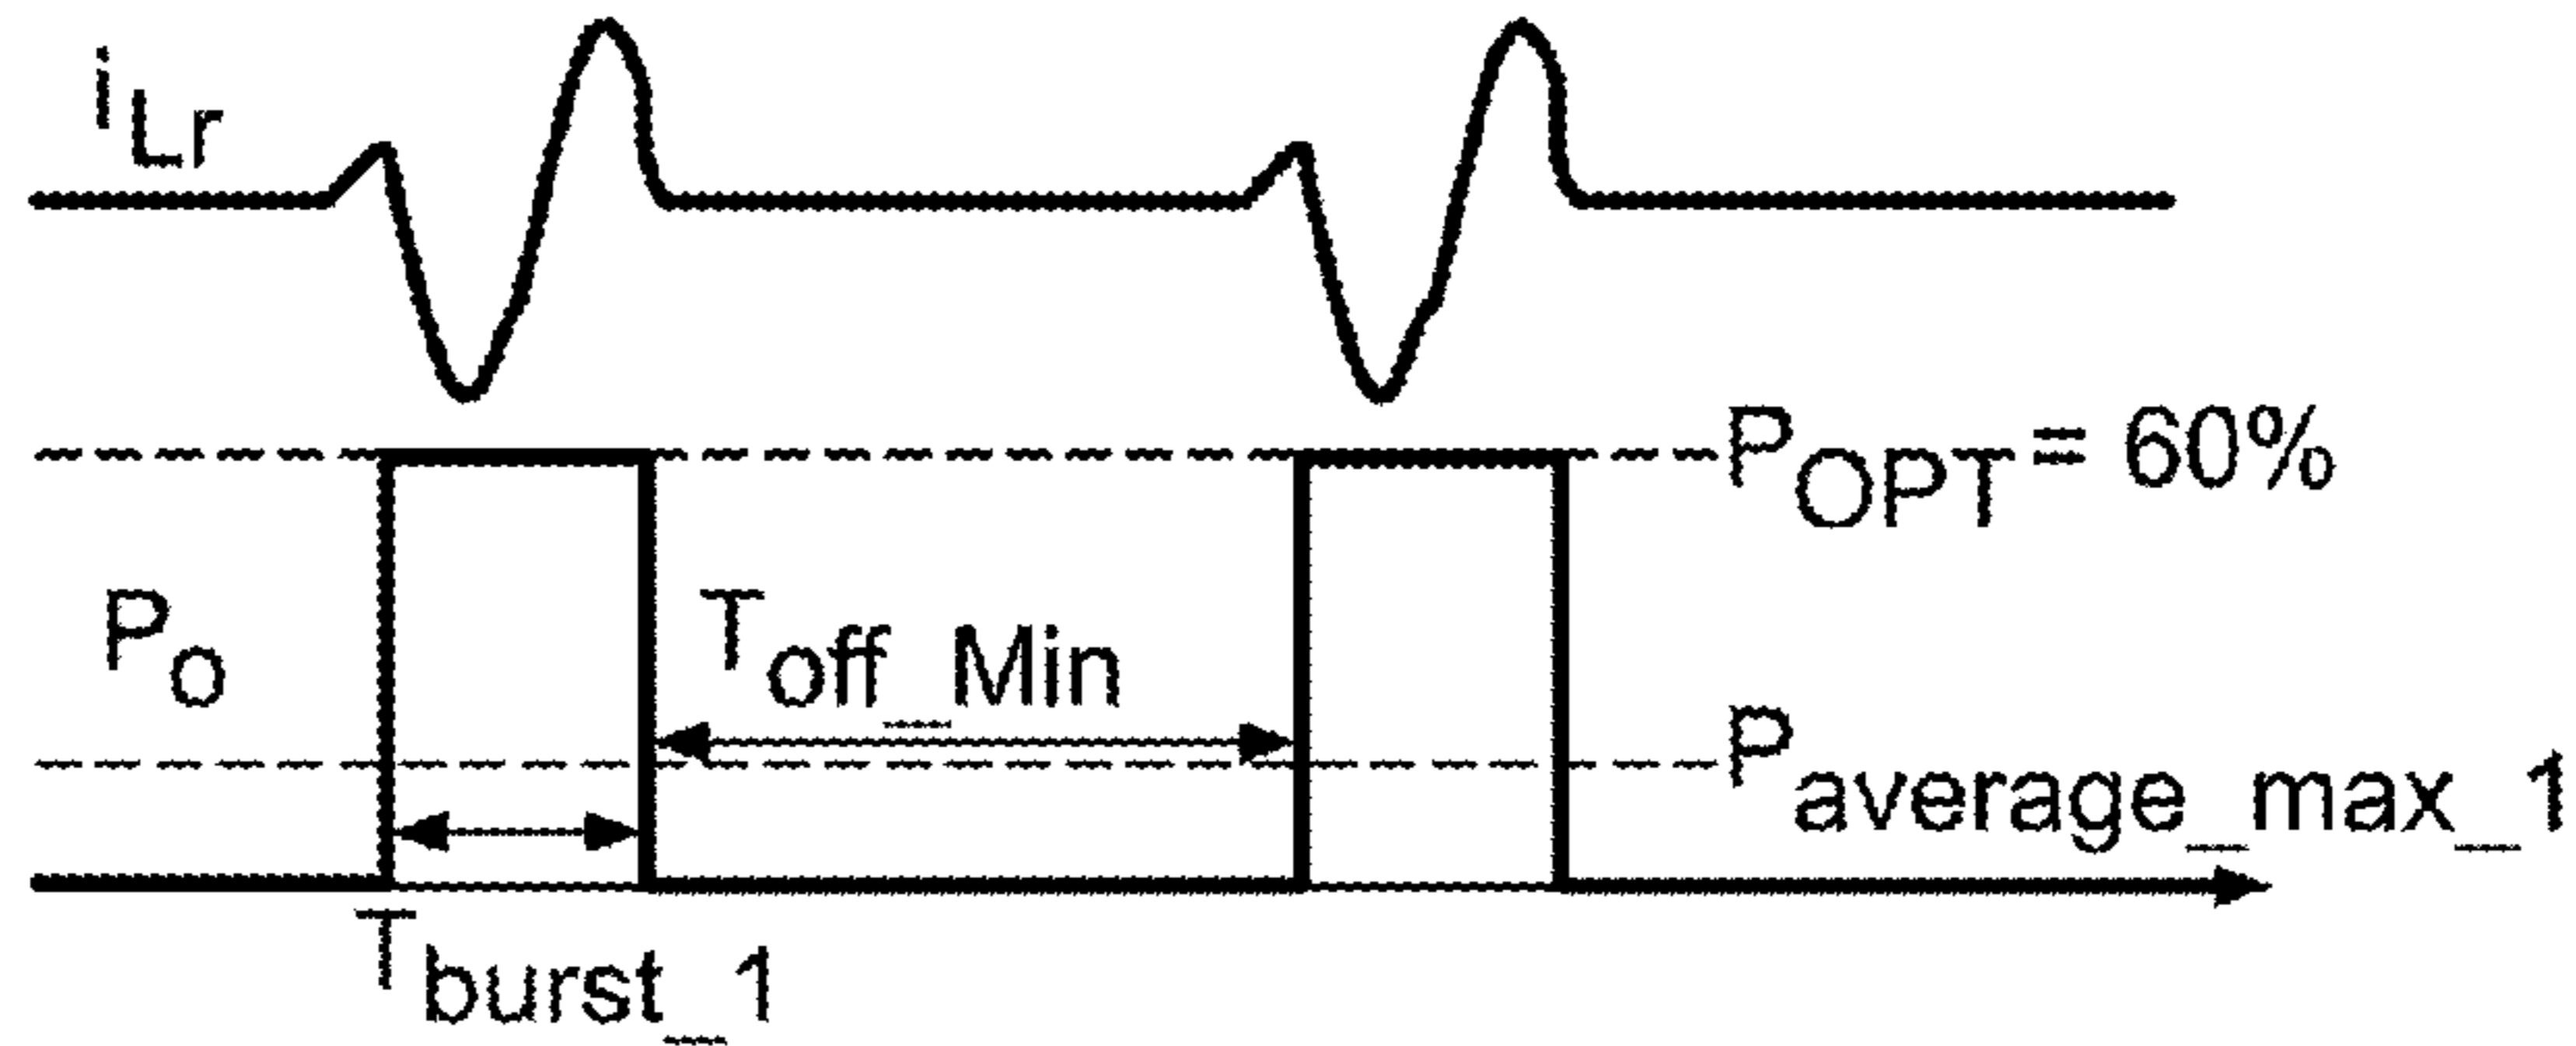 iLr
POPT = 60%
Po
Toff_Min
Paverage_max_1
Tburst_1